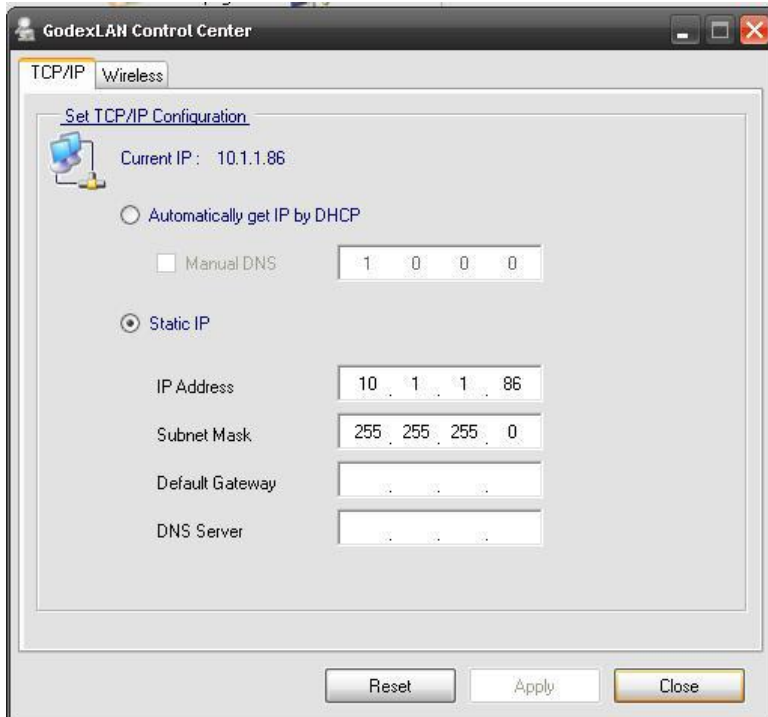 GodexLAN Control Center
TCP/IP Wireless
Set TCP/IP Configuration
Current IP : 10.1.1.86
Automatically get IP by DHCP
Manual DNS 1 0 0 0
Static IP
IP Address 10 . 1 . 1 . 86
Subnet Mask 255 . 255 . 255 . 0
Default Gateway . . .
DNS Server . . .
Reset Apply Close